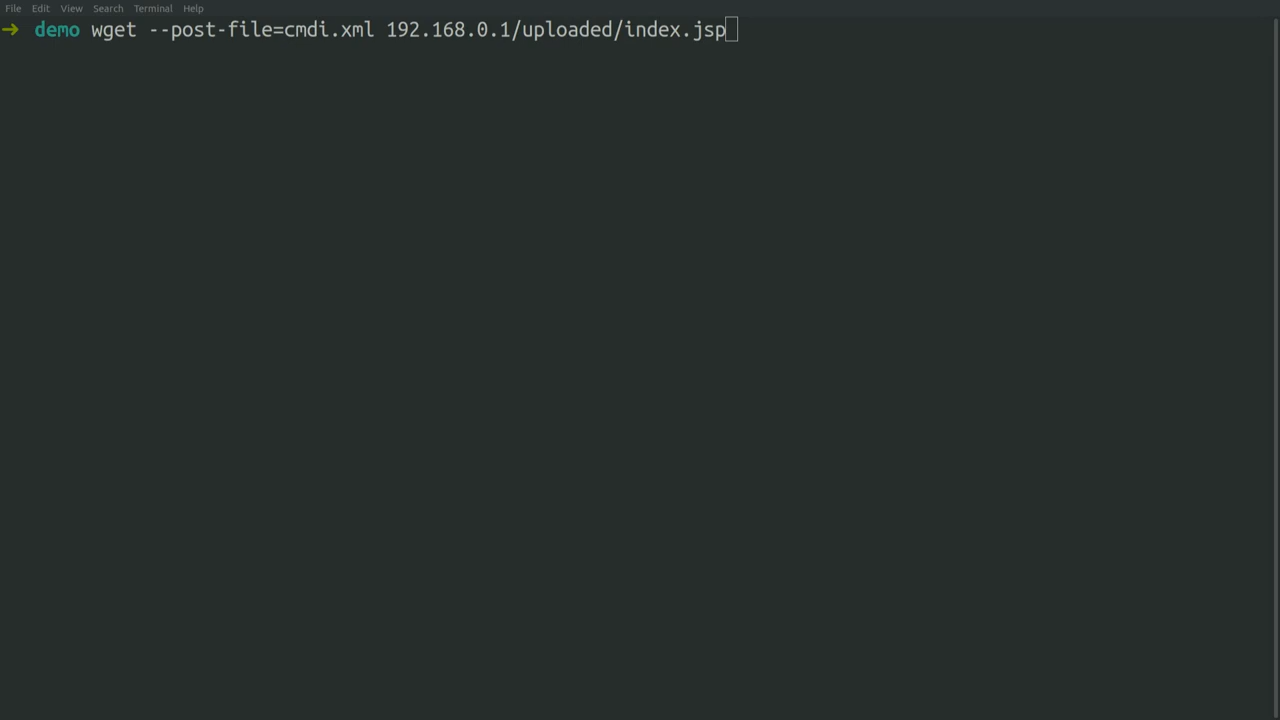 File Edit View Search Terminal Help
➜ demo wget --post-file=cmdi.xml 192.168.0.1/uploaded/index.jsp